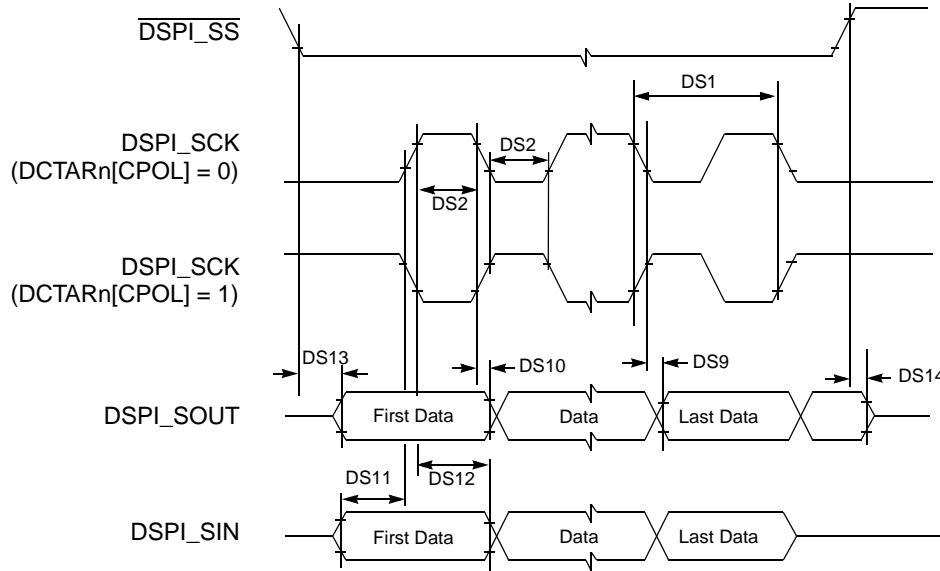 DSPI_SS
DS1
DSPI_SCK
(DCTARn[CPOL] = 0)
DS2
DS2
DSPI_SCK
(DCTARn[CPOL] = 1)
DS13
DS10
DS9
DS14
DSPI_SOUT
First Data
Data
Last Data
DS11
DS12
DSPI_SIN
First Data
Data
Last Data